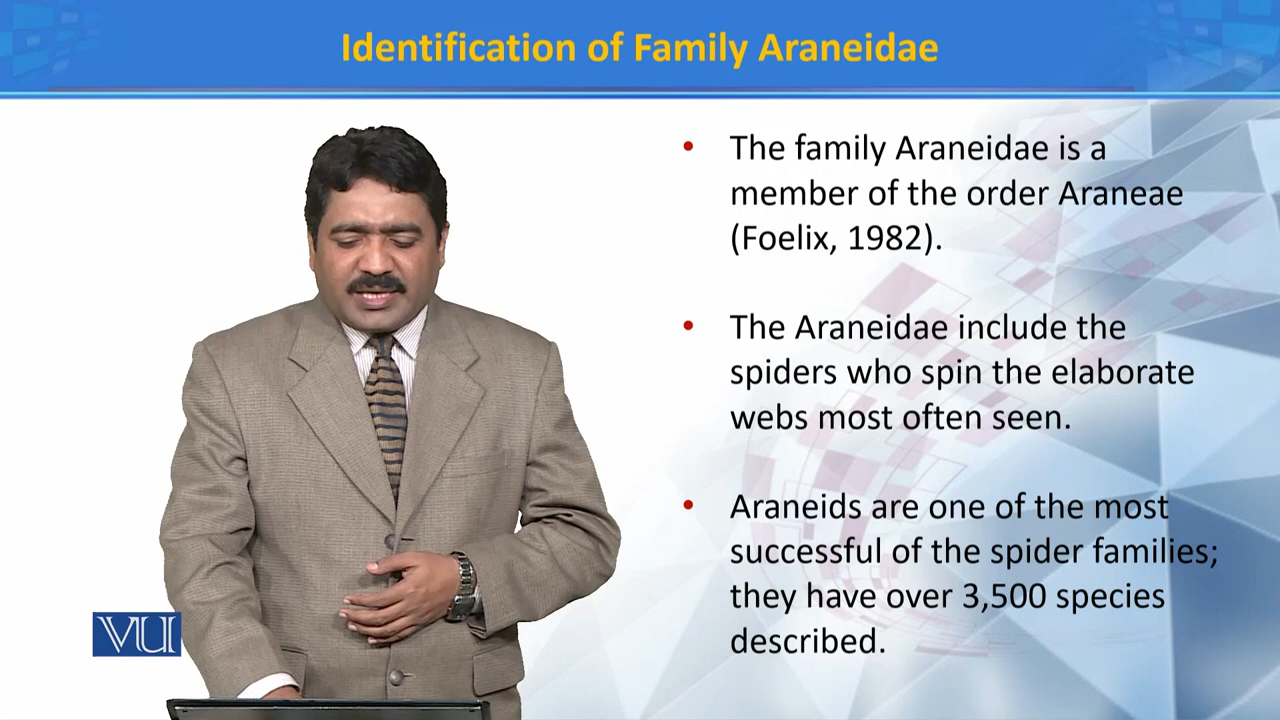 Identification of Family Araneidae
• The family Araneidae is a
member of the order Araneae
(Foelix, 1982).
• The Araneidae include the
spiders who spin the elaborate
webs most often seen.
• Araneids are one of the most
successful of the spider families;
they have over 3,500 species
described.
VU